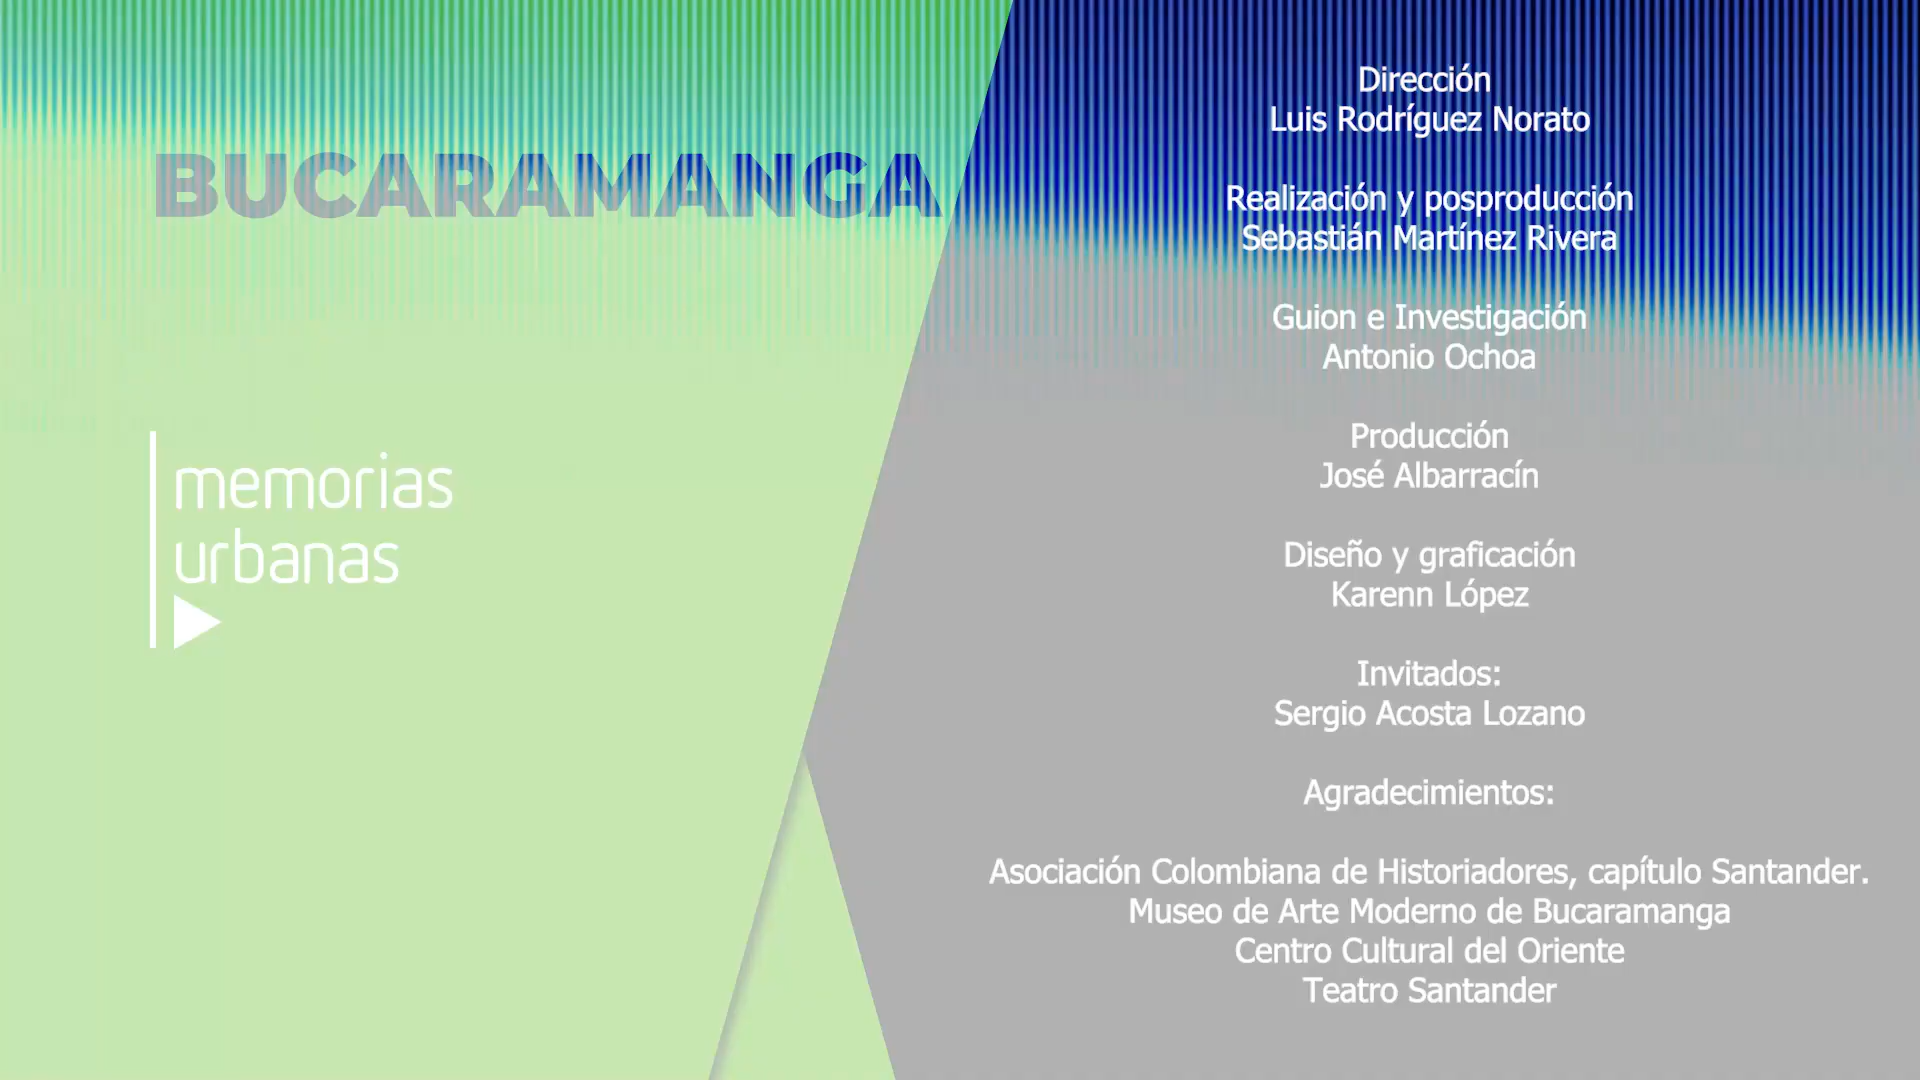 BUCARAMANGA
memorias
urbanas
Dirección
Luis Rodríguez Norato
Realización y posproducción
Sebastián Martínez Rivera
Guion e Investigación
Antonio Ochoa
Producción
José Albarracín
Diseño y graficación
Karenn López
Invitados:
Sergio Acosta Lozano
Agradecimientos:
Asociación Colombiana de Historiadores, capítulo Santander.
Museo de Arte Moderno de Bucaramanga
Centro Cultural del Oriente
Teatro Santander